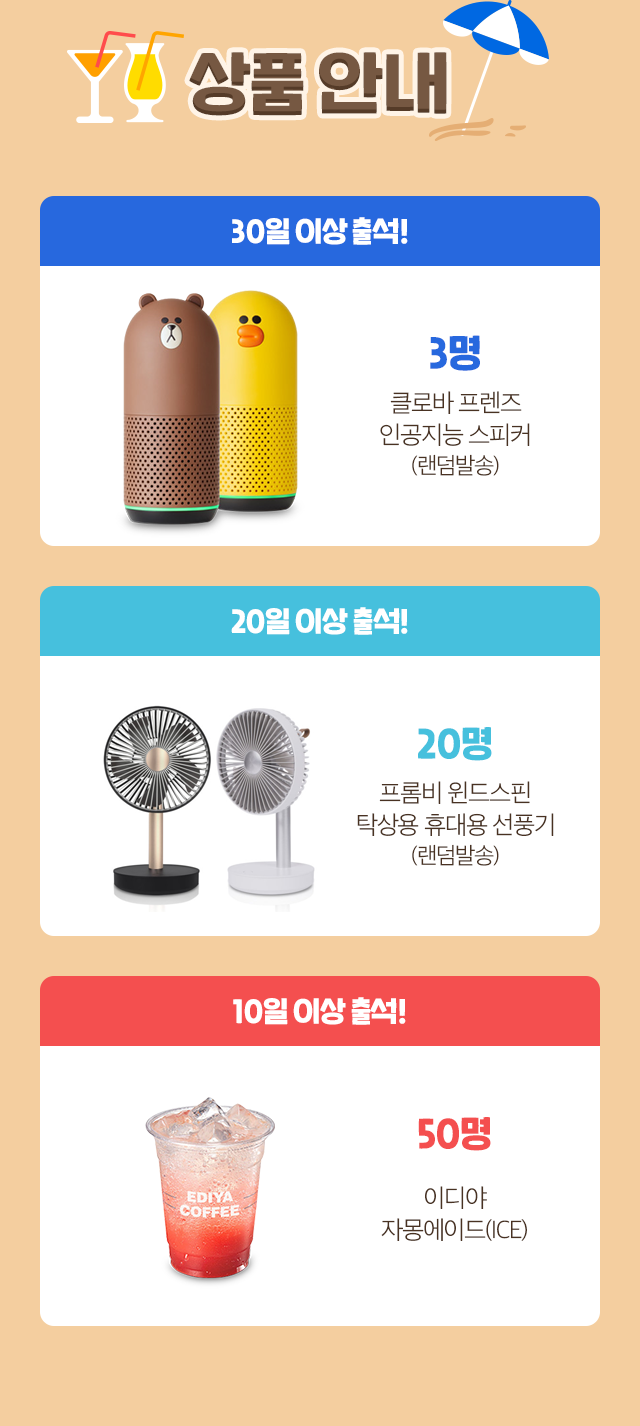 상품 안내
30일 이상 출석!
3명
클로바 프렌즈
인공지능 스피커
(랜덤발송)
20일 이상 출석!
20명
프롬비 윈드스핀
탁상용 휴대용 선풍기
(랜덤발송)
10일 이상 출석!
EDIYA
COFFEE
50명
이디야
자몽에이드(ICE)